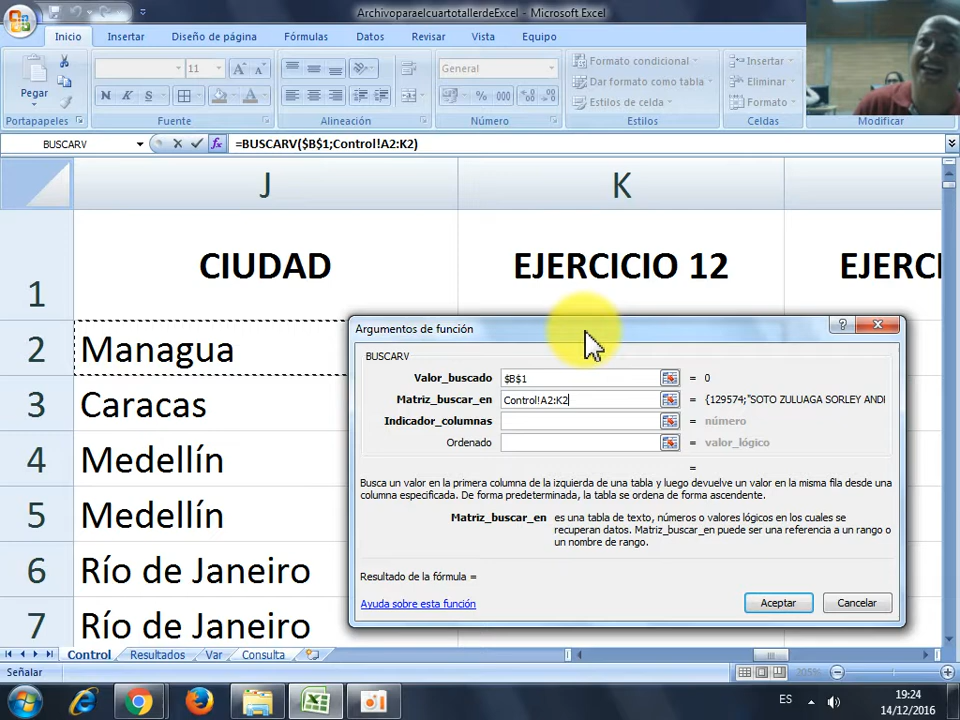 ArchivoparaelcuartotallerdeExcel - Microsoft Excel
Inicio Insertar Diseño de página Fórmulas Datos Revisar Vista Equipo
Pegar
11
N K S
General
% 000
Formato condicional
Dar formato como tabla
Estilos de celda
Insertar
Eliminar
Formato
Portapapeles Fuente Alineación Número Estilos Celdas Modificar
BUSCARV fx =BUSCARV($B$1;Control!A2:K2)
J K
1 CIUDAD EJERCICIO 12 EJERCI
2 Managua
3 Caracas
4 Medellín
5 Medellín
6 Río de Janeiro
7 Río de Janeiro
Argumentos de función
BUSCARV
Valor_buscado $B$1 = 0
Matriz_buscar_en Control!A2:K2 = {129574;"SOTO ZULUAGA SORLEY ANDI
Indicador_columnas = número
Ordenado = valor_lógico
=
Busca un valor en la primera columna de la izquierda de una tabla y luego devuelve un valor en la misma fila desde una
columna especificada. De forma predeterminada, la tabla se ordena de forma ascendente.
Matriz_buscar_en es una tabla de texto, números o valores lógicos en los cuales se
recuperan datos. Matriz_buscar_en puede ser una referencia a un rango o
un nombre de rango.
Resultado de la fórmula =
Ayuda sobre esta función
Aceptar Cancelar
Control Resultados Var Consulta
Señalar 205%
ES 19:24
14/12/2016